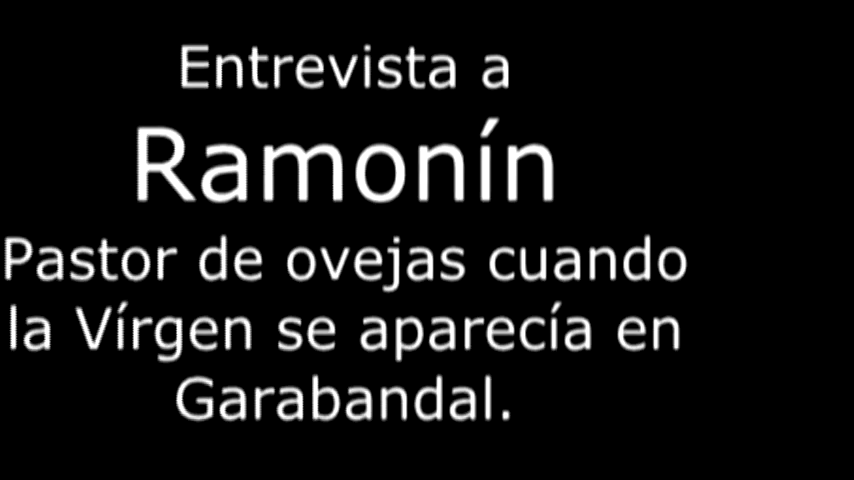 Entrevista a
Ramonín
Pastor de ovejas cuando
la Vírgen se aparecía en
Garabandal.